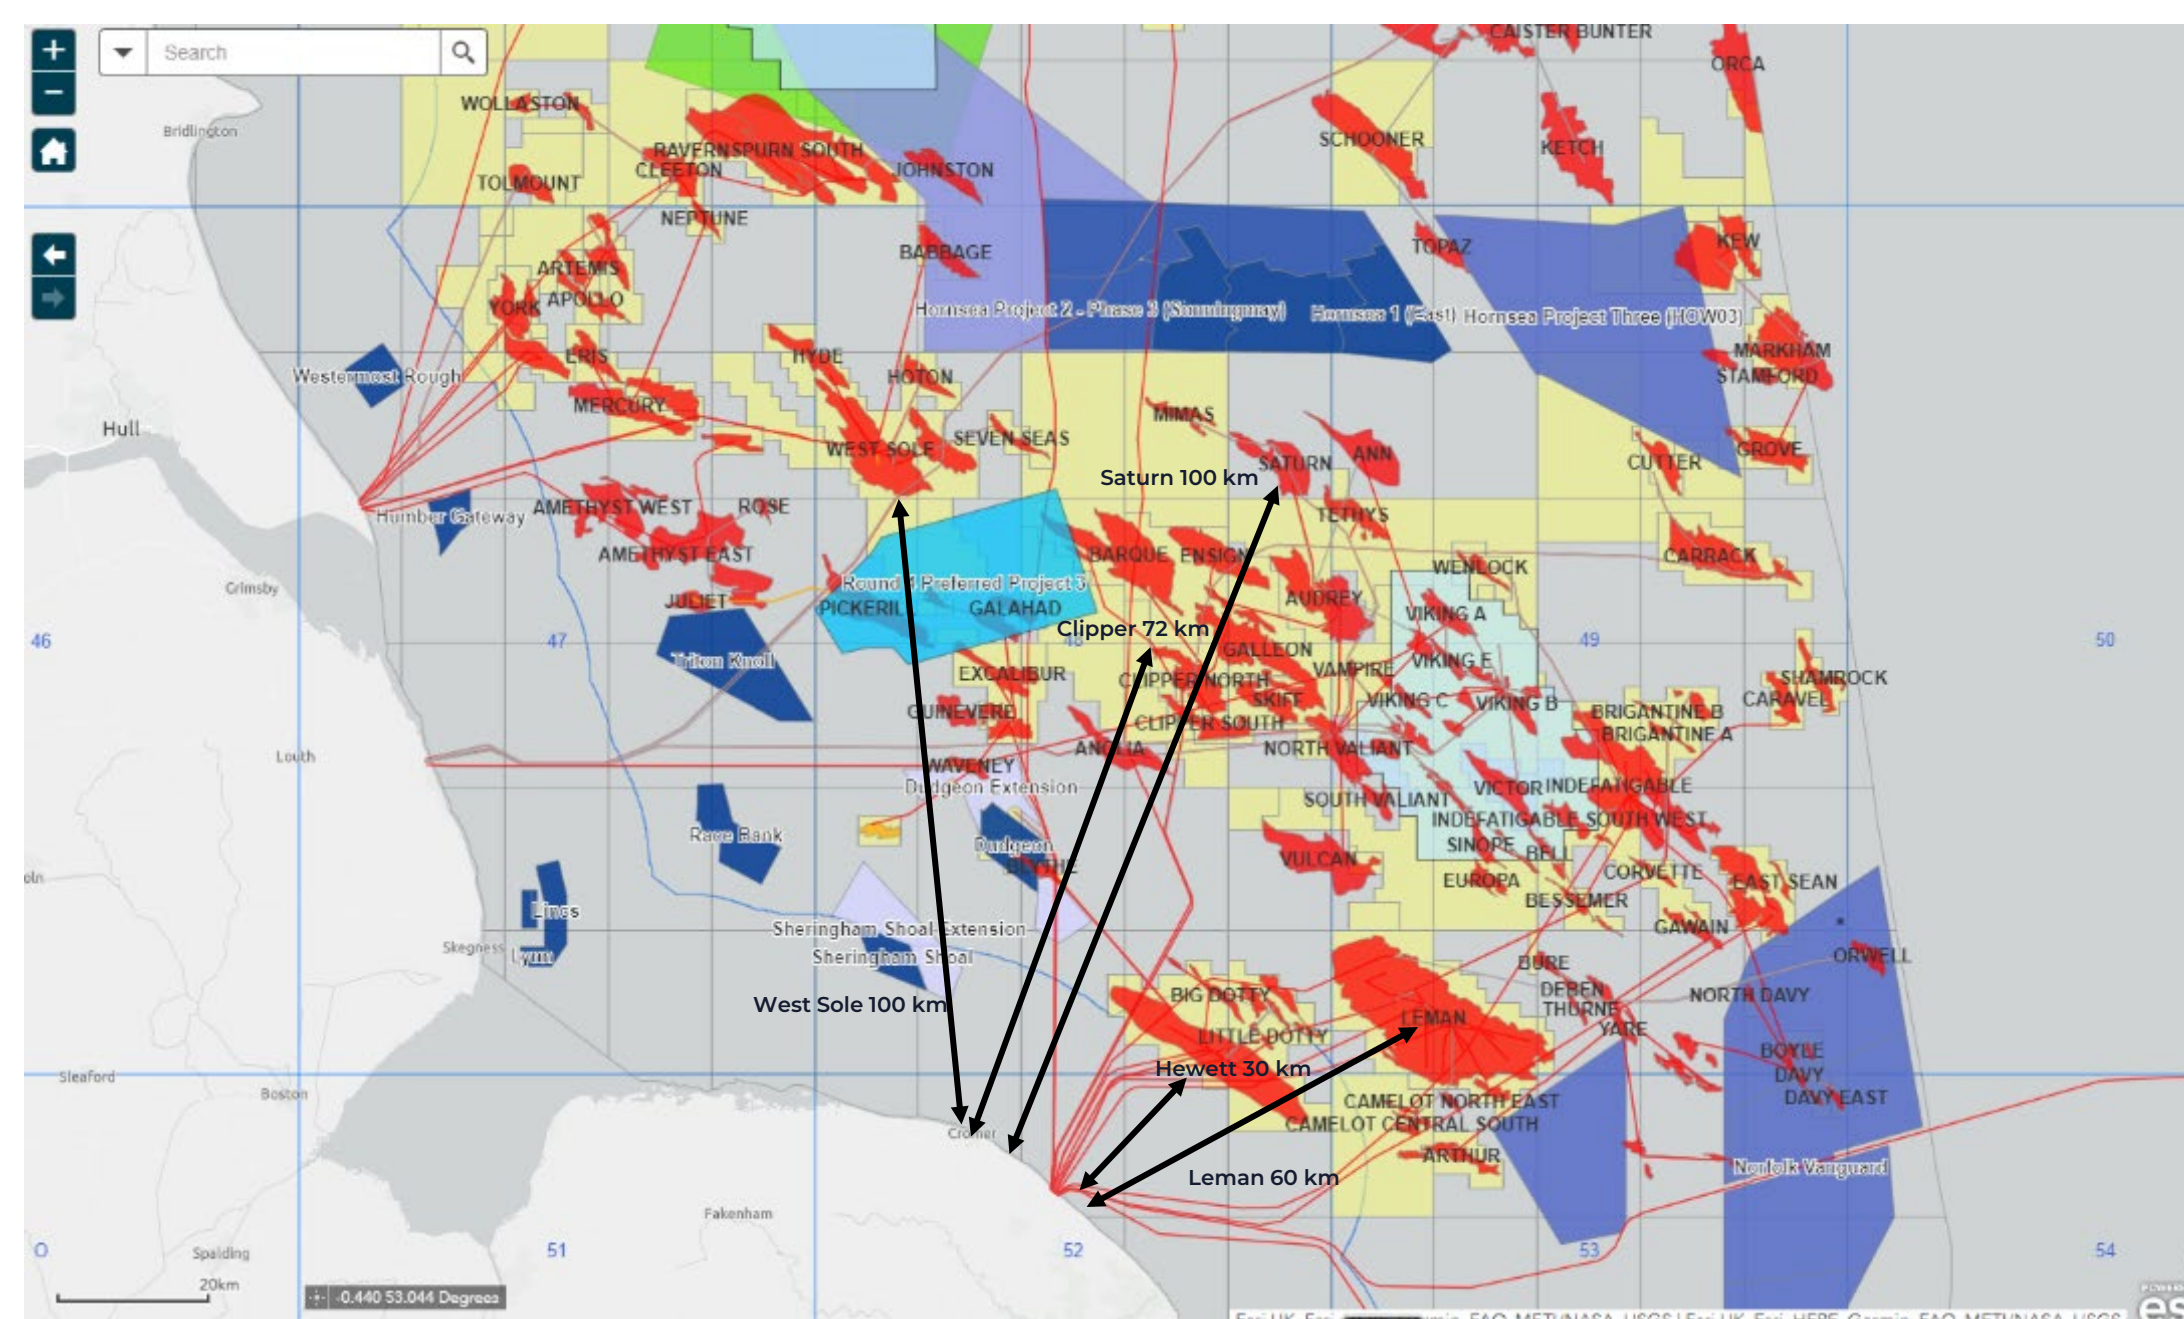 Search
CAISTER BUNTER
ORCA
WOLLASTON
Bridlington
SCHOONER
KETCH
RAVERNSPURN SOUTH
CLEETON
JOHNSTON
TOLMOUNT
NEPTUNE
BABBAGE
TOPAZ
KEW
ARTEMIS
YORK
APOLLO
Hornsea 1 (East)
Hornsea Project Three (HOW03)
ERIS
HYDE
MARKHAM
Westermost Rough
HOTON
STAMFORD
MERCURY
MIMAS
Hull
WEST SOLE
SEVEN SEAS
SATURN
ANN
CUTTER
GROVE
Saturn 100 km
Humber Gateway
AMETHYST WEST
ROSE
TETHYS
AMETHYST EAST
BARQUE
ENSIGN
WENLOCK
CARRACK
Grimsby
Round 4 Preferred Project 3
JULIET
PICKERILL
GALAHAD
AUDREY
VIKING A
Clipper 72 km
46
47
48
49
50
Triton Knoll
EXCALIBUR
GALLEON
VAMPIRE
VIKING E
CLIPPER NORTH
SHAMROCK
SKIFF
VIKING C
VIKING B
CARAVEL
GUINEVERE
CLIPPER SOUTH
BRIGANTINE B
BRIGANTINE A
Louth
ANGLIA
NORTH VALIANT
WAVENEY
Dudgeon Extension
VICTOR
INDEFATIGABLE
SOUTH VALIANT
INDEFATIGABLE SOUTH WEST
Race Bank
Dudgeon
SINOPE
BELL
BLYTHE
VULCAN
EUROPA
CORVETTE
EAST SEAN
BESSEMER
oln
Lincs
Sheringham Shoal Extension
GAWAIN
Skegness
Lynn
Sheringham Shoal
BURE
ORWELL
West Sole 100 km
BIG DOTTY
DEBEN
NORTH DAVY
THURNE
LEMAN
YARE
LITTLE DOTTY
BOYLE
Hewett 30 km
DAVY
Sleaford
DAVY EAST
Boston
CAMELOT NORTH EAST
CAMELOT CENTRAL SOUTH
Cromer
ARTHUR
Norfolk Vanguard
Leman 60 km
Fakenham
51
52
53
54
Spalding
20km
-0.440 53.044 Degrees
POWERE
es